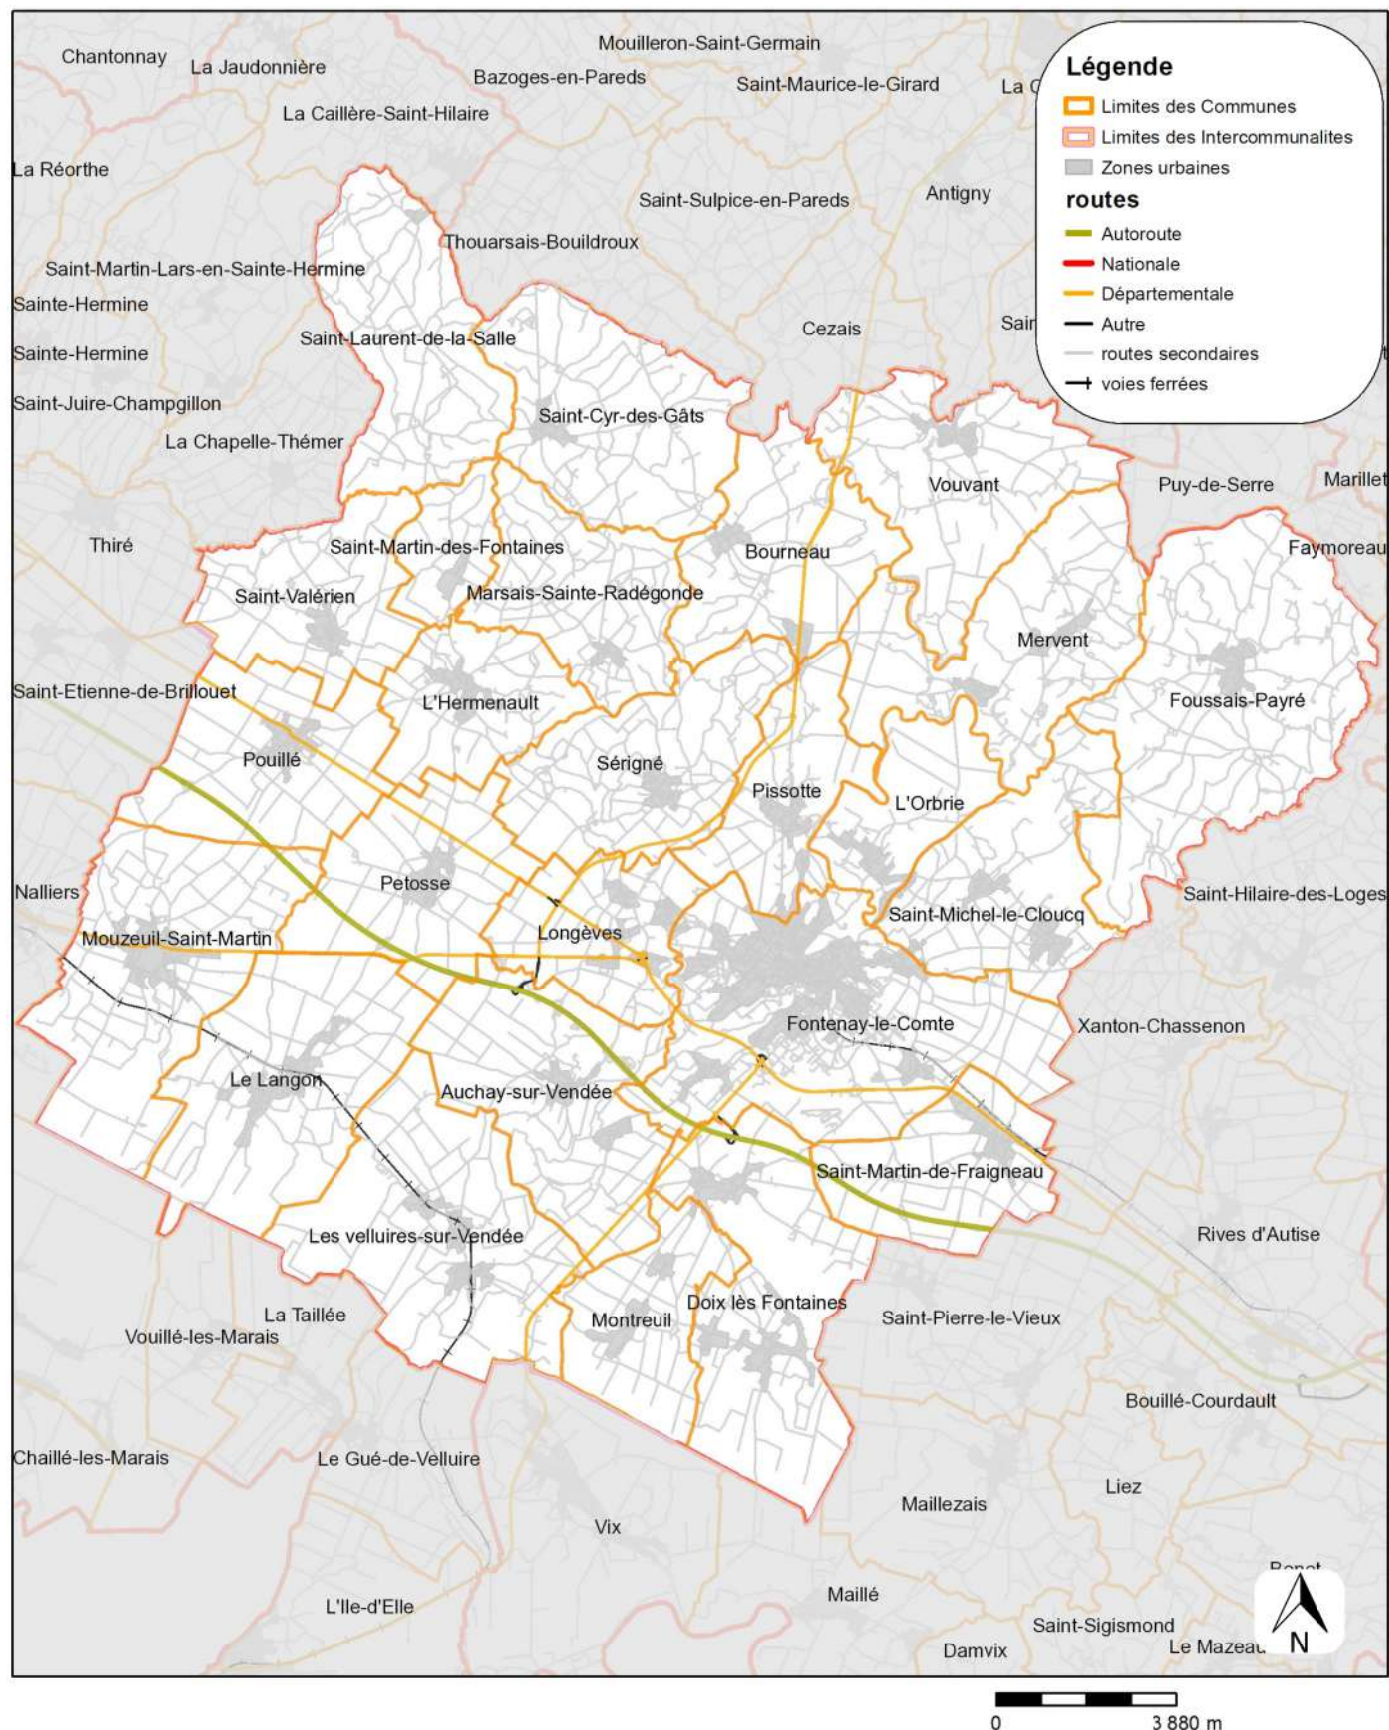 Chantonnay
La Jaudonnière
Mouilleron-Saint-Germain
Bazoges-en-Pareds
Saint-Maurice-le-Girard
La Caillère-Saint-Hilaire
La Réorthe
Saint-Sulpice-en-Pareds
Antigny
Thouarsais-Bouildroux
Saint-Martin-Lars-en-Sainte-Hermine
Sainte-Hermine
Cezais
Saint-Laurent-de-la-Salle
Sainte-Hermine
Saint-Juire-Champgillon
Saint-Cyr-des-Gâts
La Chapelle-Thémer
Légende
Limites des Communes
Limites des Intercommunalites
Zones urbaines
routes
Autoroute
Nationale
Départementale
Autre
routes secondaires
voies ferrées
Vouvant
Puy-de-Serre
Marillet
Thiré
Saint-Martin-des-Fontaines
Bourneau
Faymoreau
Saint-Valérien
Marsais-Sainte-Radégonde
Mervent
Saint-Etienne-de-Brillouet
L'Hermenault
Foussais-Payré
Pouillé
Sérigné
Pissotte
L'Orbrie
Nalliers
Petosse
Saint-Hilaire-des-Loges
Mouzeuil-Saint-Martin
Longèves
Saint-Michel-le-Cloucq
Fontenay-le-Comte
Xanton-Chassenon
Le Langon
Auchay-sur-Vendée
Saint-Martin-de-Fraigneau
Les velluires-sur-Vendée
Rives d'Autise
La Taillée
Vouillé-les-Marais
Montreuil
Doix lès Fontaines
Saint-Pierre-le-Vieux
Bouillé-Courdault
Chaillé-les-Marais
Le Gué-de-Velluire
Maillezais
Liez
Vix
L'Ile-d'Elle
Maillé
Saint-Sigismond
Damvix
Le Mazeau
N
0 3 880 m